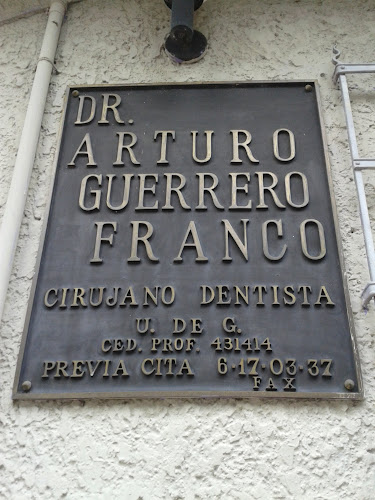 DR.
ARTURO
GUERRERO
FRANCO
CIRUJANO DENTISTA
U. DE G.
CED. PROF. 431414
PREVIA CITA 6-17-03-37
FAX